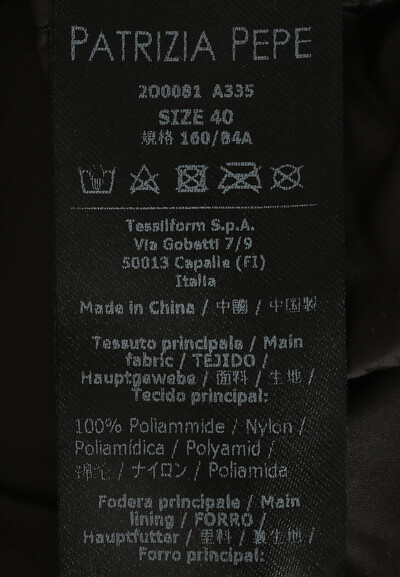 PATRIZIA PEPE
2O0081 A335
SIZE 40
規格 160/84A
Tessilform S.p.A.
Via Gobetti 7/9
50013 Capalle (FI)
Italia
Made in China / 中國 / 中国製
Tessuto principale / Main
fabric / TEJIDO /
Hauptgewebe / 面料 / 生地 /
Tecido principal:
100% Poliammide / Nylon /
Poliamídica / Polyamid /
锦纶 / ナイロン / Poliamida
Fodera principale / Main
lining / FORRO /
Hauptfutter / 里料 / 裏生地 /
Forro principal: